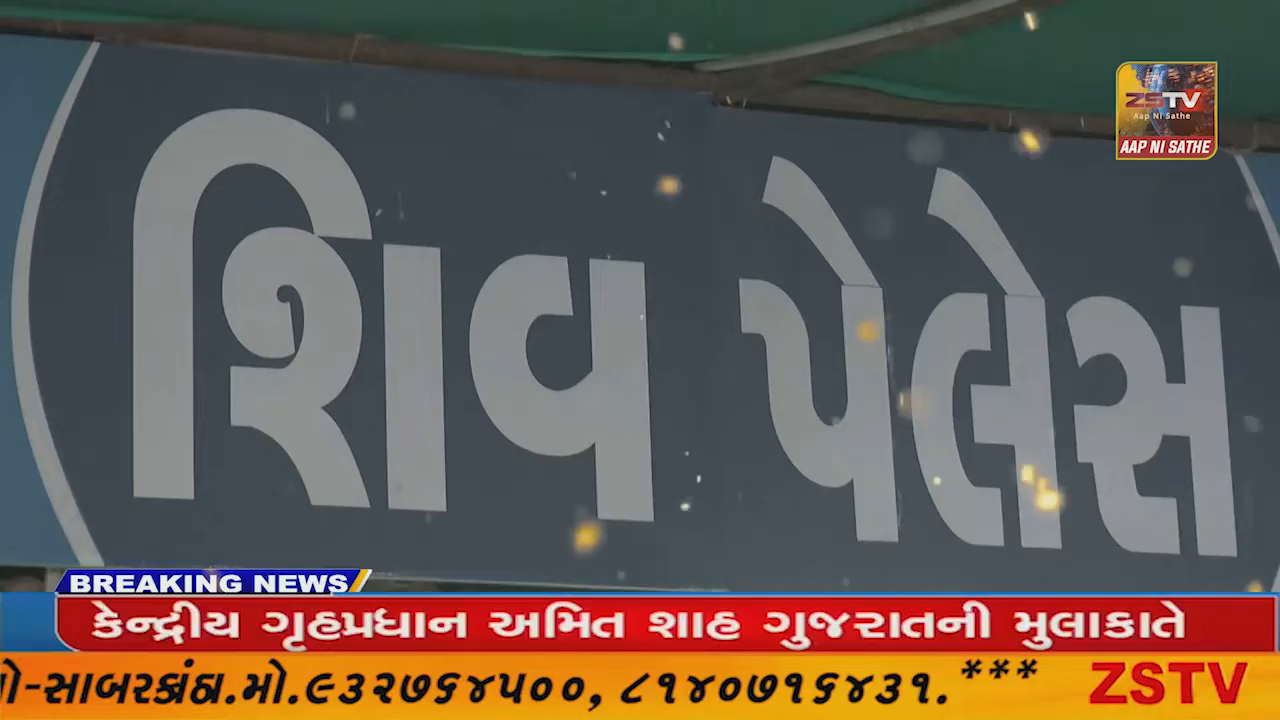 ZSTV
Aap Ni Sathe
AAP NI SATHE
શિવ પેલેસ
BREAKING NEWS
કેન્દ્રીય ગૃહપ્રધાન અમિત શાહ ગુજરાતની મુલાકાતે
-સાબરકાંઠા.મો.૯૩૨૭૬૪૫૦૦, ૮૧૪૦૭૧૬૪૩૧. ***
ZSTV